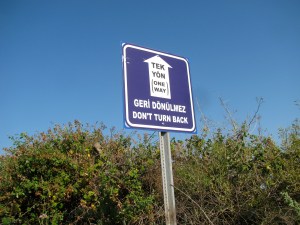 TEK
YÖN
ONE
WAY
GERİ DÖNÜLMEZ
DON'T TURN BACK